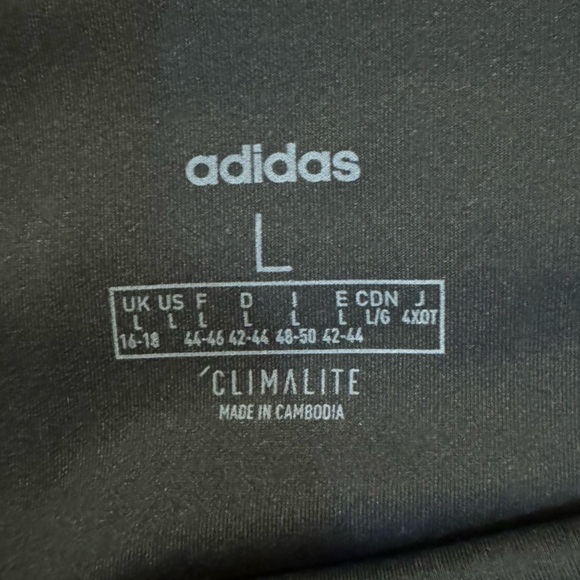 adidas
L
UK US F D I E CDN J
L L L L L L L/G 4XOT
16-18 44-46 42-44 48-50 42-44
CLIMALITE
MADE IN CAMBODIA